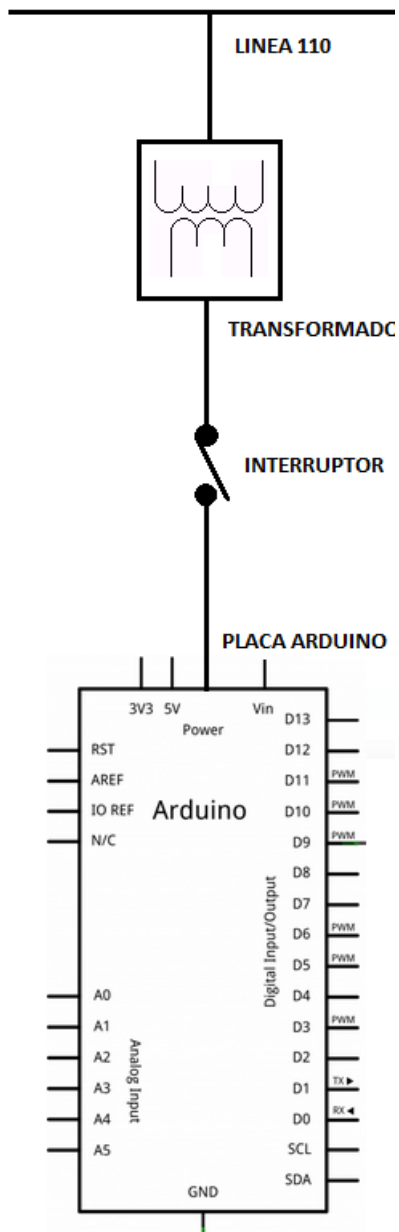 LINEA 110
TRANSFORMADO
INTERRUPTOR
PLACA ARDUINO
3V3 5V Vin
Power
D13
RST D12
AREF D11 PWM
IO REF Arduino D10 PWM
N/C D9 PWM
D8
D7
D6 PWM
D5 PWM
Digital Input/Output
A0 D4
A1 D3 PWM
A2 D2
Analog Input
A3 D1 TX ▶
A4 D0 RX ◀
A5 SCL
SDA
GND